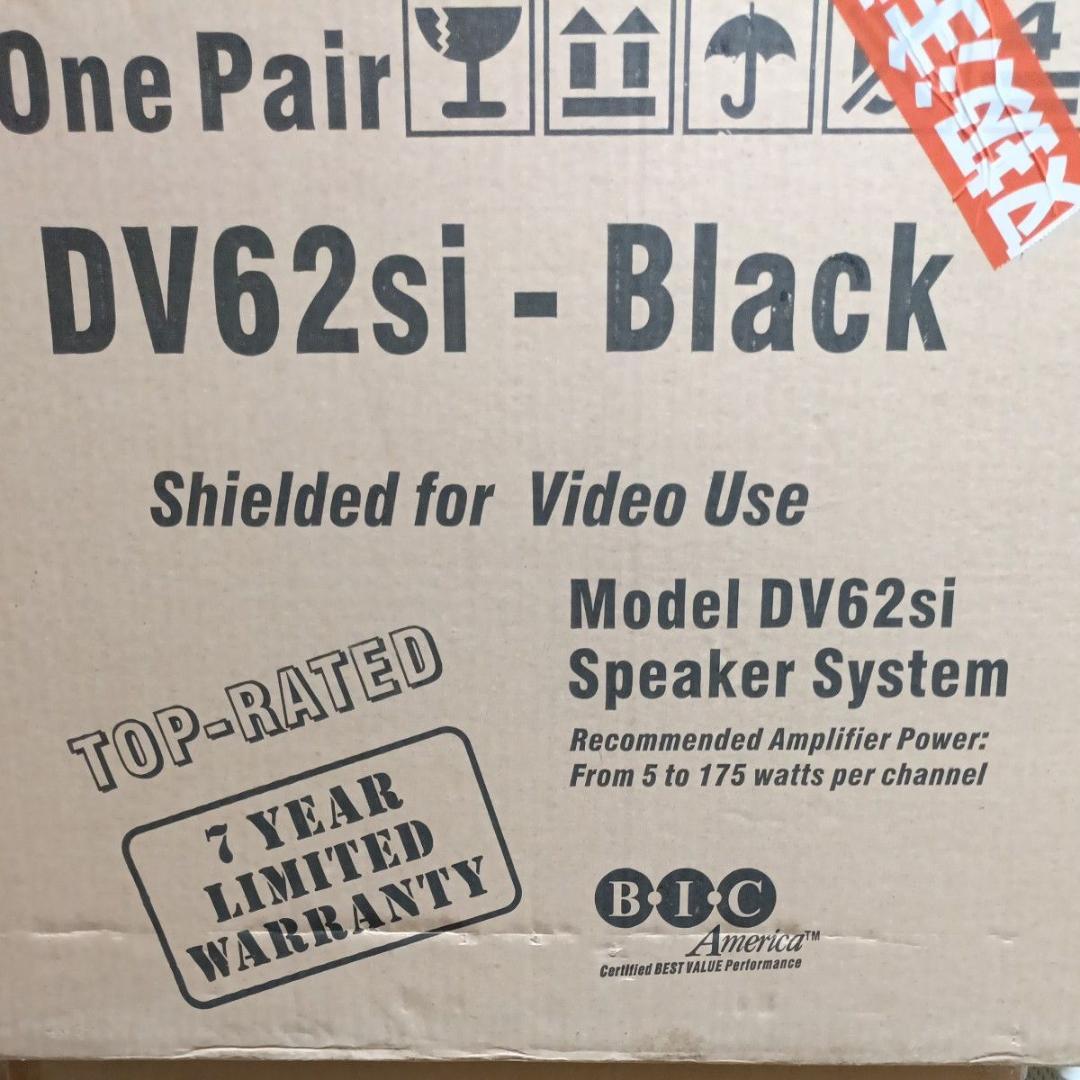 One Pair
4
DV62si - Black
Shielded for Video Use
Model DV62si
Speaker System
Recommended Amplifier Power:
From 5 to 175 watts per channel
TOP-RATED
7 YEAR
LIMITED
WARRANTY
B·I·C
America™
Certified BEST VALUE Performance